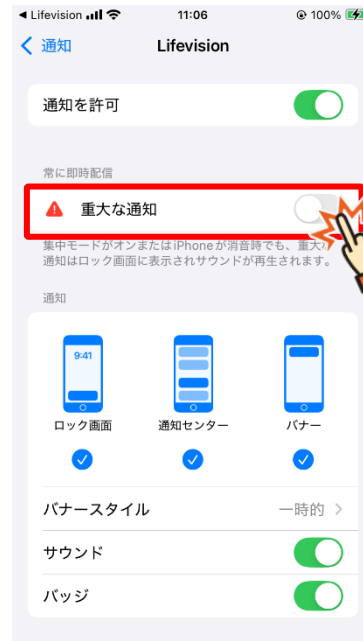 ◀ Lifevision 11:06 100%
通知 Lifevision
通知を許可
常に即時配信
重大な通知
集中モードがオンまたはiPhoneが消音時でも、重大
通知はロック画面に表示されサウンドが再生されます。
通知
9:41
ロック画面 通知センター バナー
バナースタイル 一時的
サウンド
バッジ